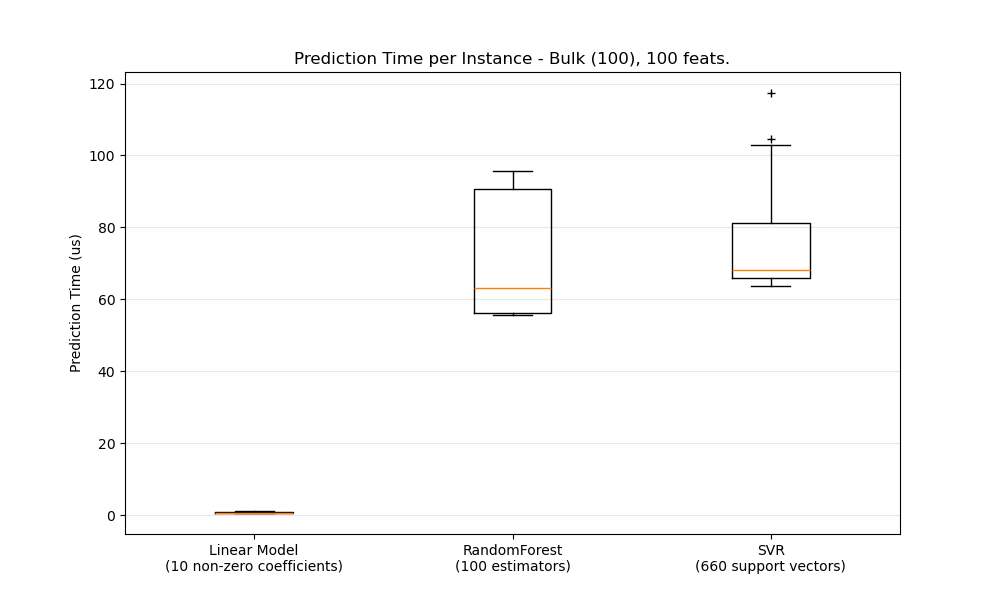 Prediction Time per Instance - Bulk (100), 100 feats.
Prediction Time (us)
120
100
80
60
40
20
0
Linear Model
(10 non-zero coefficients)
RandomForest
(100 estimators)
SVR
(660 support vectors)